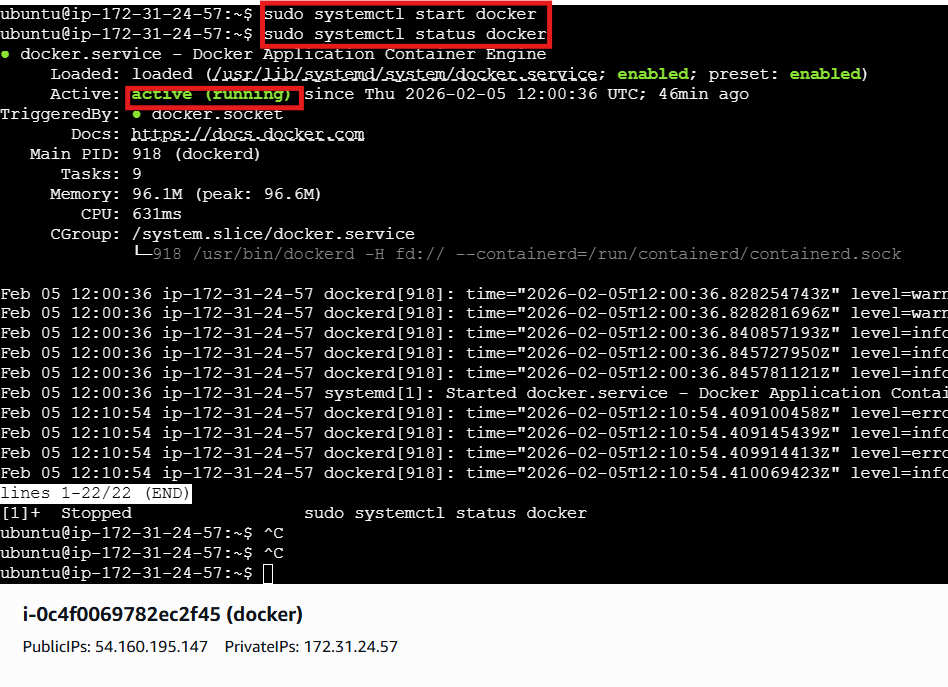 ubuntu@ip-172-31-24-57:~$ sudo systemctl start docker
ubuntu@ip-172-31-24-57:~$ sudo systemctl status docker
● docker.service - Docker Application Container Engine
Loaded: loaded (/usr/lib/systemd/system/docker.service; enabled; preset: enabled)
Active: active (running) since Thu 2026-02-05 12:00:36 UTC; 46min ago
TriggeredBy: ● docker.socket
Docs: https://docs.docker.com
Main PID: 918 (dockerd)
Tasks: 9
Memory: 96.1M (peak: 96.6M)
CPU: 631ms
CGroup: /system.slice/docker.service
└─918 /usr/bin/dockerd -H fd:// --containerd=/run/containerd/containerd.sock
Feb 05 12:00:36 ip-172-31-24-57 dockerd[918]: time="2026-02-05T12:00:36.828254743Z" level=warn
Feb 05 12:00:36 ip-172-31-24-57 dockerd[918]: time="2026-02-05T12:00:36.828281696Z" level=warn
Feb 05 12:00:36 ip-172-31-24-57 dockerd[918]: time="2026-02-05T12:00:36.840857193Z" level=info
Feb 05 12:00:36 ip-172-31-24-57 dockerd[918]: time="2026-02-05T12:00:36.845727950Z" level=info
Feb 05 12:00:36 ip-172-31-24-57 dockerd[918]: time="2026-02-05T12:00:36.845781121Z" level=info
Feb 05 12:00:36 ip-172-31-24-57 systemd[1]: Started docker.service - Docker Application Contai
Feb 05 12:10:54 ip-172-31-24-57 dockerd[918]: time="2026-02-05T12:10:54.409100458Z" level=erro
Feb 05 12:10:54 ip-172-31-24-57 dockerd[918]: time="2026-02-05T12:10:54.409145439Z" level=info
Feb 05 12:10:54 ip-172-31-24-57 dockerd[918]: time="2026-02-05T12:10:54.409914413Z" level=erro
Feb 05 12:10:54 ip-172-31-24-57 dockerd[918]: time="2026-02-05T12:10:54.410069423Z" level=info
lines 1-22/22 (END)
[1]+  Stopped                 sudo systemctl status docker
ubuntu@ip-172-31-24-57:~$ ^C
ubuntu@ip-172-31-24-57:~$ ^C
ubuntu@ip-172-31-24-57:~$
i-0c4f0069782ec2f45 (docker)
PublicIPs: 54.160.195.147 PrivateIPs: 172.31.24.57